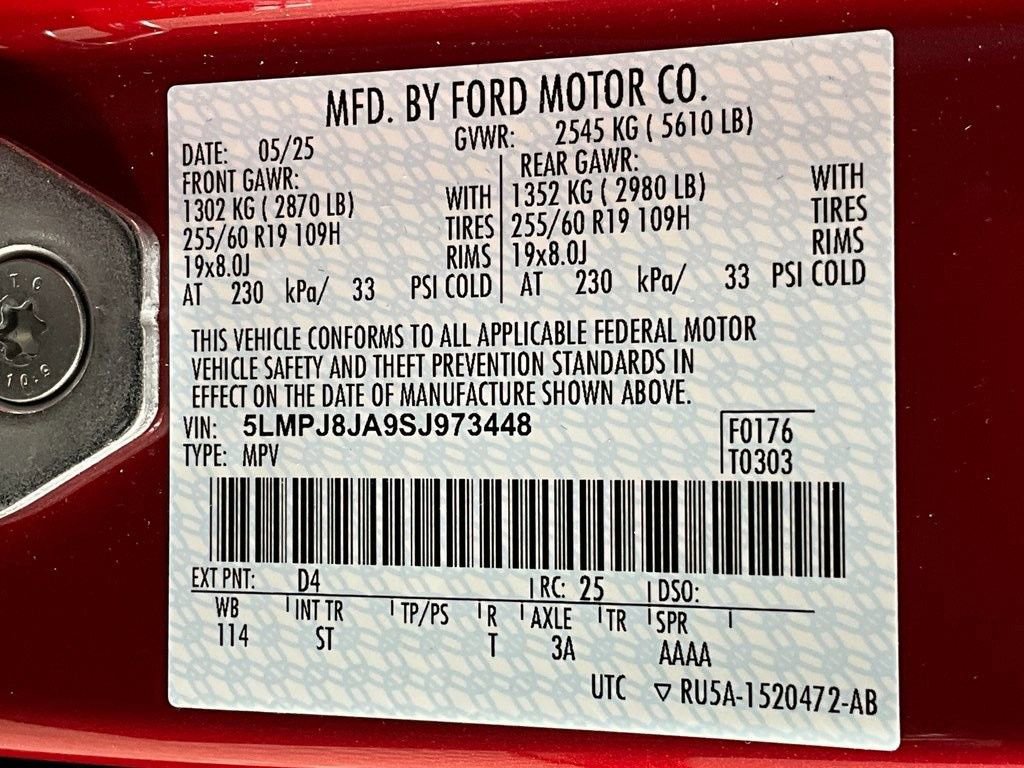 MFD. BY FORD MOTOR CO.
DATE: 05/25 GVWR: 2545 KG ( 5610 LB)
FRONT GAWR: REAR GAWR:
1302 KG ( 2870 LB) WITH 1352 KG ( 2980 LB) WITH
255/60 R19 109H TIRES 255/60 R19 109H TIRES
19x8.0J RIMS 19x8.0J RIMS
AT 230 kPa/ 33 PSI COLD AT 230 kPa/ 33 PSI COLD
THIS VEHICLE CONFORMS TO ALL APPLICABLE FEDERAL MOTOR
VEHICLE SAFETY AND THEFT PREVENTION STANDARDS IN
EFFECT ON THE DATE OF MANUFACTURE SHOWN ABOVE.
VIN: 5LMPJ8JA9SJ973448 F0176
TYPE: MPV T0303
EXT PNT: D4 RC: 25 DSO:
WB INT TR TP/PS R AXLE TR SPR
114 ST T 3A AAAA
UTC ▽ RU5A-1520472-AB
10.9